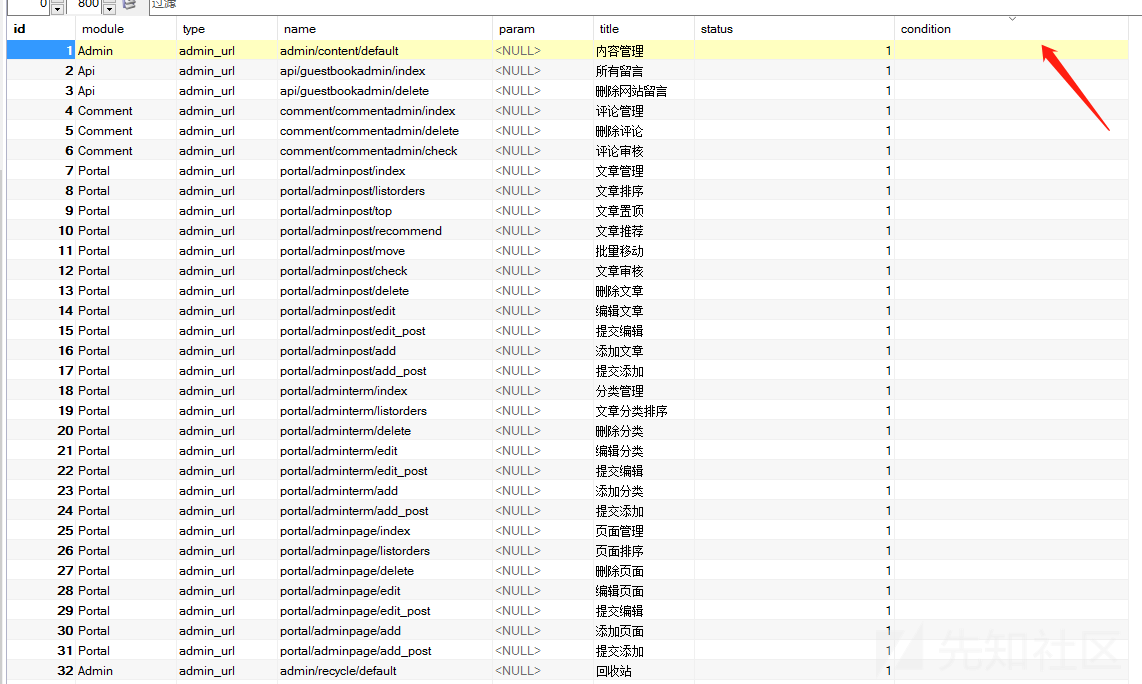 0 800 过滤
id module type name param title status condition
1 Admin admin_url admin/content/default <NULL> 内容管理 1
2 Api admin_url api/guestbookadmin/index <NULL> 所有留言 1
3 Api admin_url api/guestbookadmin/delete <NULL> 删除网站留言 1
4 Comment admin_url comment/commentadmin/index <NULL> 评论管理 1
5 Comment admin_url comment/commentadmin/delete <NULL> 删除评论 1
6 Comment admin_url comment/commentadmin/check <NULL> 评论审核 1
7 Portal admin_url portal/adminpost/index <NULL> 文章管理 1
8 Portal admin_url portal/adminpost/listorders <NULL> 文章排序 1
9 Portal admin_url portal/adminpost/top <NULL> 文章置顶 1
10 Portal admin_url portal/adminpost/recommend <NULL> 文章推荐 1
11 Portal admin_url portal/adminpost/move <NULL> 批量移动 1
12 Portal admin_url portal/adminpost/check <NULL> 文章审核 1
13 Portal admin_url portal/adminpost/delete <NULL> 删除文章 1
14 Portal admin_url portal/adminpost/edit <NULL> 编辑文章 1
15 Portal admin_url portal/adminpost/edit_post <NULL> 提交编辑 1
16 Portal admin_url portal/adminpost/add <NULL> 添加文章 1
17 Portal admin_url portal/adminpost/add_post <NULL> 提交添加 1
18 Portal admin_url portal/adminterm/index <NULL> 分类管理 1
19 Portal admin_url portal/adminterm/listorders <NULL> 文章分类排序 1
20 Portal admin_url portal/adminterm/delete <NULL> 删除分类 1
21 Portal admin_url portal/adminterm/edit <NULL> 编辑分类 1
22 Portal admin_url portal/adminterm/edit_post <NULL> 提交编辑 1
23 Portal admin_url portal/adminterm/add <NULL> 添加分类 1
24 Portal admin_url portal/adminterm/add_post <NULL> 提交添加 1
25 Portal admin_url portal/adminpage/index <NULL> 页面管理 1
26 Portal admin_url portal/adminpage/listorders <NULL> 页面排序 1
27 Portal admin_url portal/adminpage/delete <NULL> 删除页面 1
28 Portal admin_url portal/adminpage/edit <NULL> 编辑页面 1
29 Portal admin_url portal/adminpage/edit_post <NULL> 提交编辑 1
30 Portal admin_url portal/adminpage/add <NULL> 添加页面 1
31 Portal admin_url portal/adminpage/add_post <NULL> 提交添加 1
32 Admin admin_url admin/recycle/default <NULL> 回收站 1
先知社区